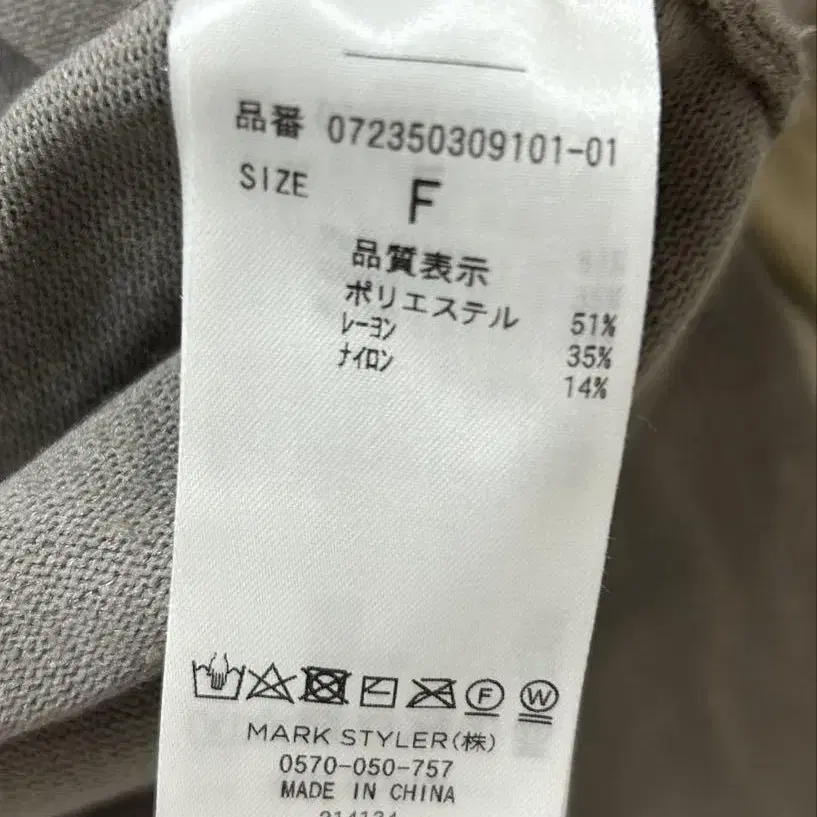 品番 072350309101-01
SIZE F
品質表示
ポリエステル 51%
レーヨン 35%
ナイロン 14%
F W
MARK STYLER(株)
0570-050-757
MADE IN CHINA